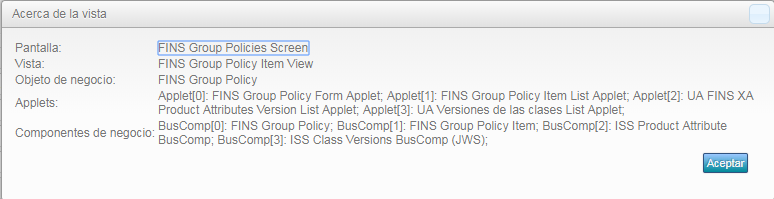 Acerca de la vista
Pantalla: FINS Group Policies Screen
Vista: FINS Group Policy Item View
Objeto de negocio: FINS Group Policy
Applets: Applet[0]: FINS Group Policy Form Applet; Applet[1]: FINS Group Policy Item List Applet; Applet[2]: UA FINS XA
Product Attributes Version List Applet; Applet[3]: UA Versiones de las clases List Applet;
Componentes de negocio: BusComp[0]: FINS Group Policy; BusComp[1]: FINS Group Policy Item; BusComp[2]: ISS Product Attribute
BusComp; BusComp[3]: ISS Class Versions BusComp (JWS);
Aceptar